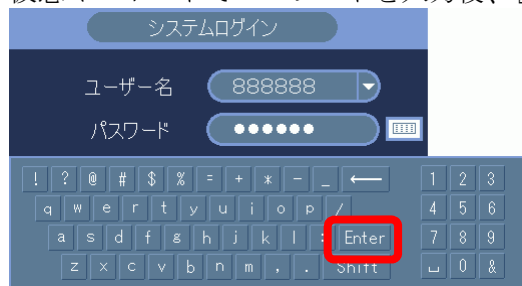 システムログイン
ユーザー名 888888
パスワード ●●●●●●
! ? @ # $ % = + * - _ ← 1 2 3
q w e r t y u i o p / 4 5 6
a s d f g h j k l : Enter 7 8 9
z x c v b n m , . Shift ␣ 0 &